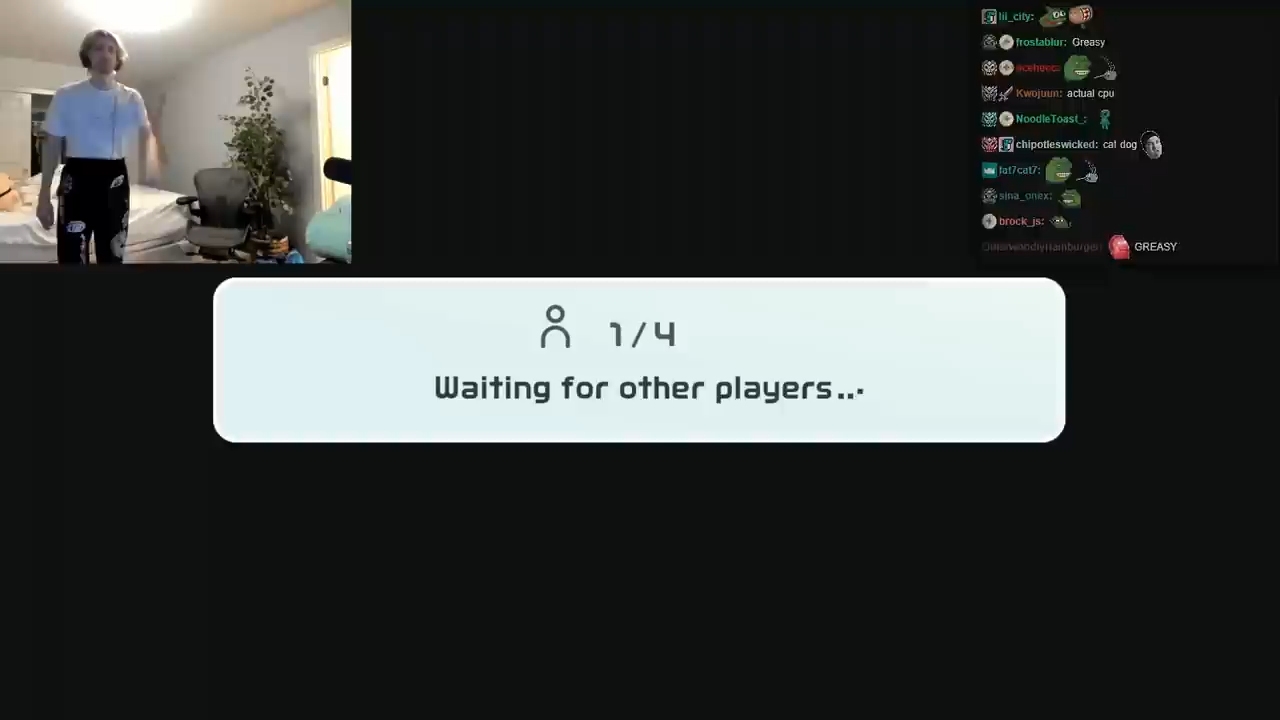 lil_city:
frostablur: Greasy
Kwojuun: actual cpu
NoodleToast_:
chipotleswicked: cal dog
fat7cat7:
sina_onex:
brock_js:
GREASY
1/4
Waiting for other players...